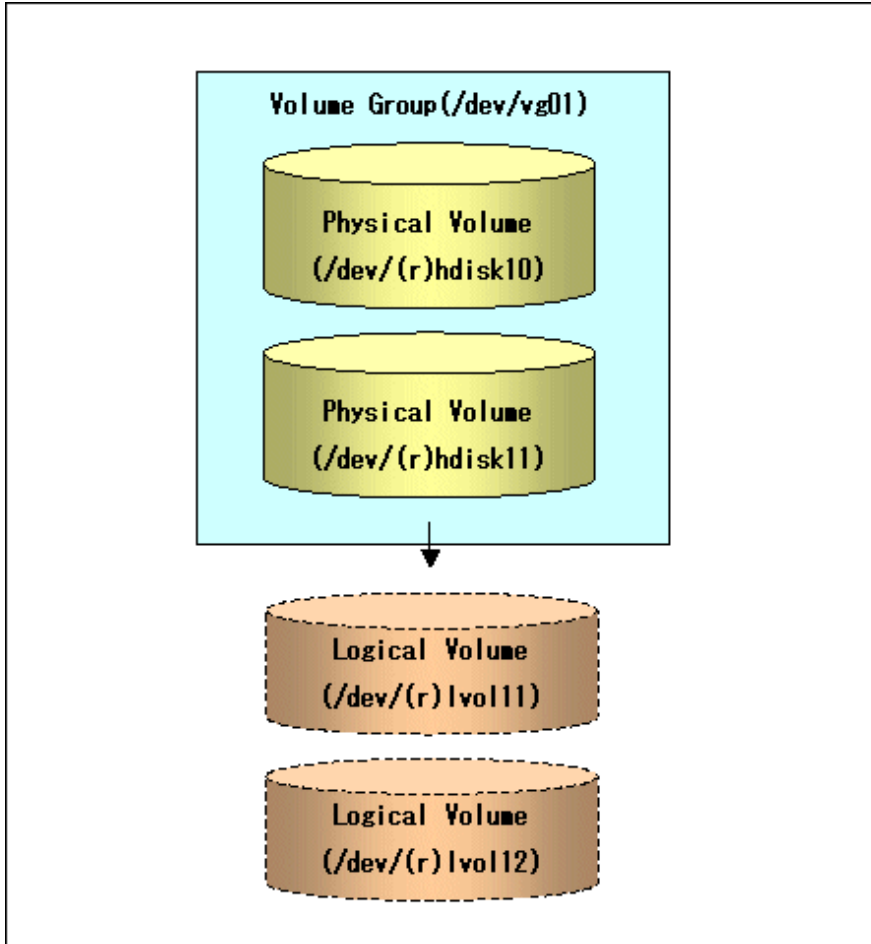 Volume Group(/dev/vg01)
Physical Volume
(/dev/(r)hdisk10)
Physical Volume
(/dev/(r)hdisk11)
Logical Volume
(/dev/(r)lvol11)
Logical Volume
(/dev/(r)lvol12)